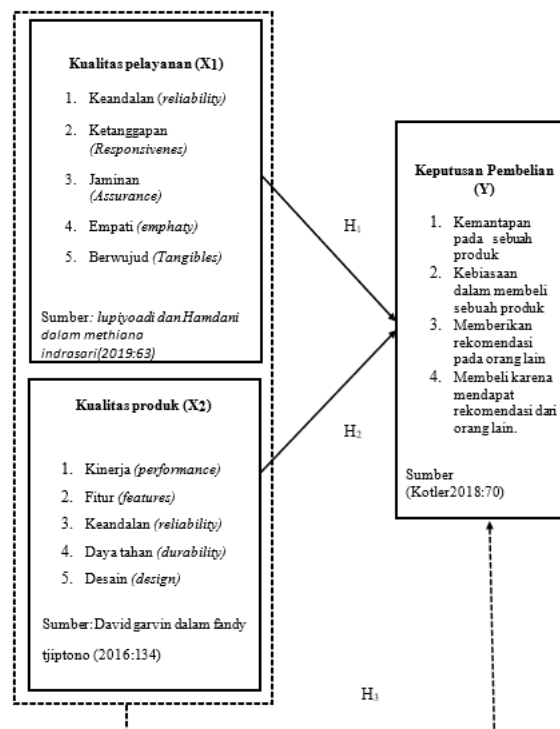 Kualitas pelayanan (X1)
1. Keandalan (reliability)
2. Ketanggapan
(Responsivenes)
3. Jaminan
(Assurance)
4. Empati (emphaty)
5. Berwujud (Tangibles)
Sumber: lupiyoadi dan Hamdani
dalam methiana
indrasari(2019:63)
Kualitas produk (X2)
1. Kinerja (performance)
2. Fitur (features)
3. Keandalan (reliability)
4. Daya tahan (durability)
5. Desain (design)
Sumber:David garvin dalam fandy
tjiptono (2016:134)
H1
H2
Keputusan Pembelian
(Y)
1. Kemantapan
pada sebuah
produk
2. Kebiasaan
dalam membeli
sebuah produk
3. Memberikan
rekomendasi
pada orang lain
4. Membeli karena
mendapat
rekomendasi dari
orang lain.
Sumber
(Kotler2018:70)
H3